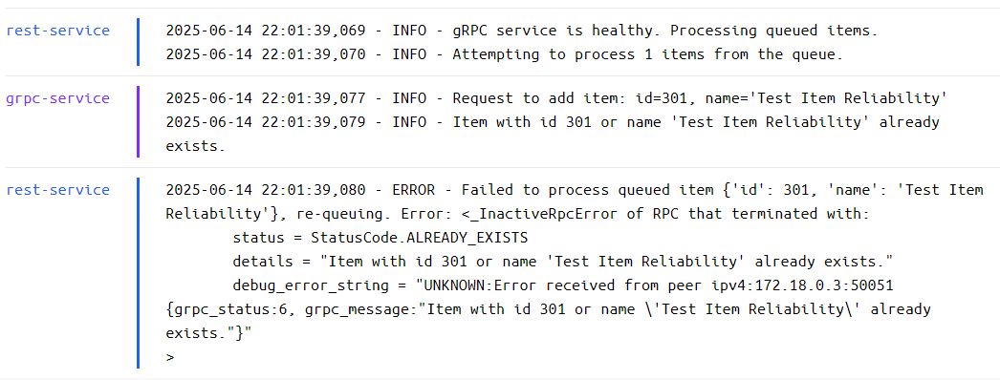 rest-service
2025-06-14 22:01:39,069 - INFO - gRPC service is healthy. Processing queued items.
2025-06-14 22:01:39,070 - INFO - Attempting to process 1 items from the queue.
grpc-service
2025-06-14 22:01:39,077 - INFO - Request to add item: id=301, name='Test Item Reliability'
2025-06-14 22:01:39,079 - INFO - Item with id 301 or name 'Test Item Reliability' already
exists.
rest-service
2025-06-14 22:01:39,080 - ERROR - Failed to process queued item {'id': 301, 'name': 'Test Item
Reliability'}, re-queuing. Error: <_InactiveRpcError of RPC that terminated with:
status = StatusCode.ALREADY_EXISTS
details = "Item with id 301 or name 'Test Item Reliability' already exists."
debug_error_string = "UNKNOWN:Error received from peer ipv4:172.18.0.3:50051
{grpc_status:6, grpc_message:"Item with id 301 or name \'Test Item Reliability\' already
exists."}"
>